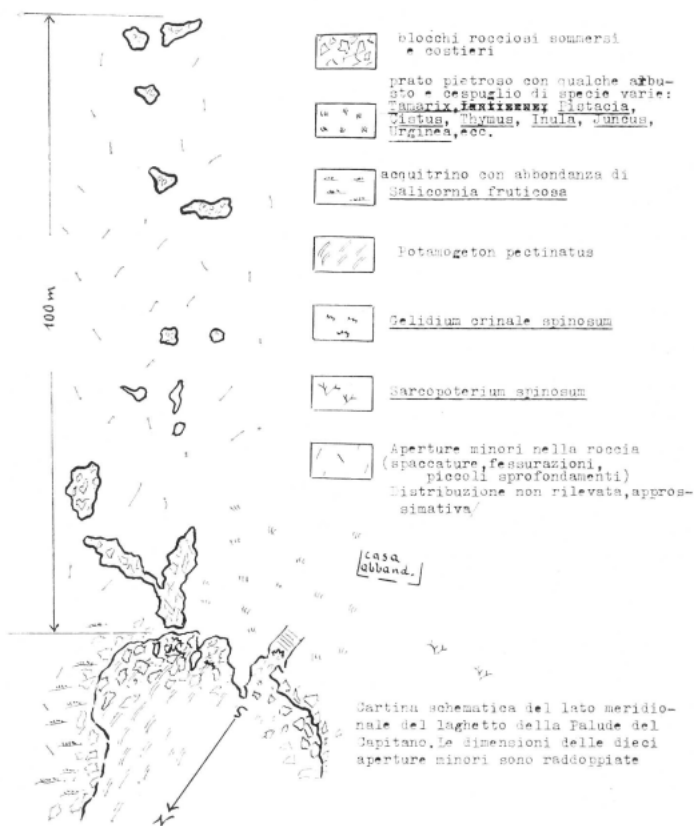 blocchi rocciosi sommersi
e costieri
prato pietroso con qualche arbu-
sto e cespuglio di specie varie:
Tamarix, Pistacia,
Cistus, Thymus, Inula, Juncus,
Urginea,ecc.
acquitrino con abbondanza di
Salicornia fruticosa
Potamogeton pectinatus
Gelidium crinale spinosum
Sarcopoterium spinosum
Aperture minori nella roccia
(spaccature,fessurazioni,
piccoli sprofondamenti)
Distribuzione non rilevata,appros-
simativa/
100m
casa
abband.
S
N
Cartina schematica del lato meridio-
nale del laghetto della Palude del
Capitano.Le dimensioni delle dieci
aperture minori sono raddoppiate